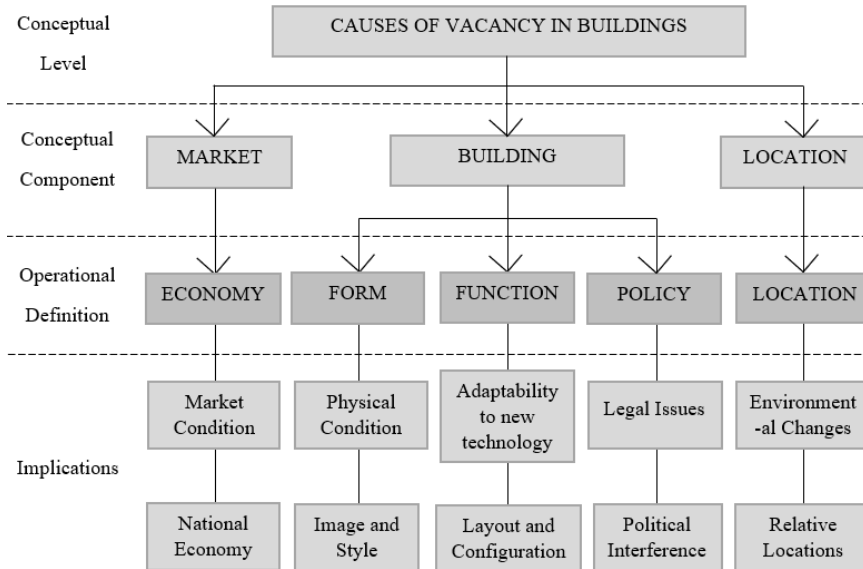 Conceptual
Level
CAUSES OF VACANCY IN BUILDINGS
Conceptual
Component
MARKET
BUILDING
LOCATION
Operational
Definition
ECONOMY
FORM
FUNCTION
POLICY
LOCATION
Implications
Market
Condition
Physical
Condition
Adaptability
to new
technology
Legal Issues
Environment
-al Changes
National
Economy
Image and
Style
Layout and
Configuration
Political
Interference
Relative
Locations